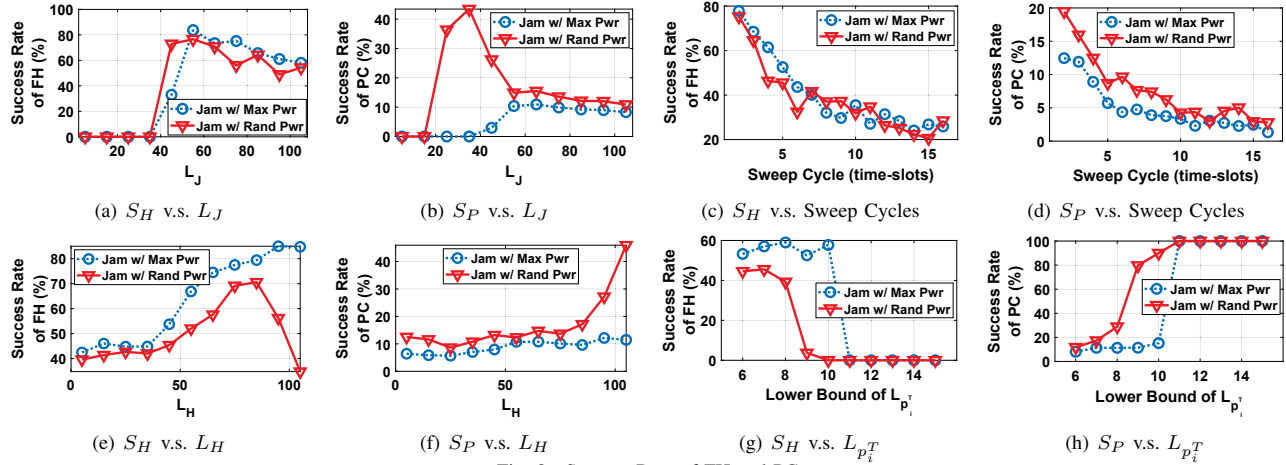 Success Rate
of FH (%)
100
80
60
40
20
0
Jam w/ Max Pwr
Jam w/ Rand Pwr
20 40 60 80 100
L_J
(a) S_H v.s. L_J
Success Rate
of PC (%)
40
30
20
10
0
Jam w/ Max Pwr
Jam w/ Rand Pwr
20 40 60 80 100
L_J
(b) S_P v.s. L_J
Success Rate
of FH (%)
80
60
40
20
Jam w/ Max Pwr
Jam w/ Rand Pwr
5 10 15
Sweep Cycle (time-slots)
(c) S_H v.s. Sweep Cycles
Success Rate
of PC (%)
20
15
10
5
0
Jam w/ Max Pwr
Jam w/ Rand Pwr
5 10 15
Sweep Cycle (time-slots)
(d) S_P v.s. Sweep Cycles
Success Rate
of FH (%)
80
70
60
50
40
Jam w/ Max Pwr
Jam w/ Rand Pwr
0 50 100
L_H
(e) S_H v.s. L_H
Success Rate
of PC (%)
40
30
20
10
0
Jam w/ Max Pwr
Jam w/ Rand Pwr
0 50 100
L_H
(f) S_P v.s. L_H
Success Rate
of FH (%)
60
40
20
0
Jam w/ Max Pwr
Jam w/ Rand Pwr
6 8 10 12 14
Lower Bound of L_{p_i^T}
(g) S_H v.s. L_{p_i^T}
Success Rate
of PC (%)
100
80
60
40
20
0
Jam w/ Max Pwr
Jam w/ Rand Pwr
6 8 10 12 14
Lower Bound of L_{p_i^T}
(h) S_P v.s. L_{p_i^T}